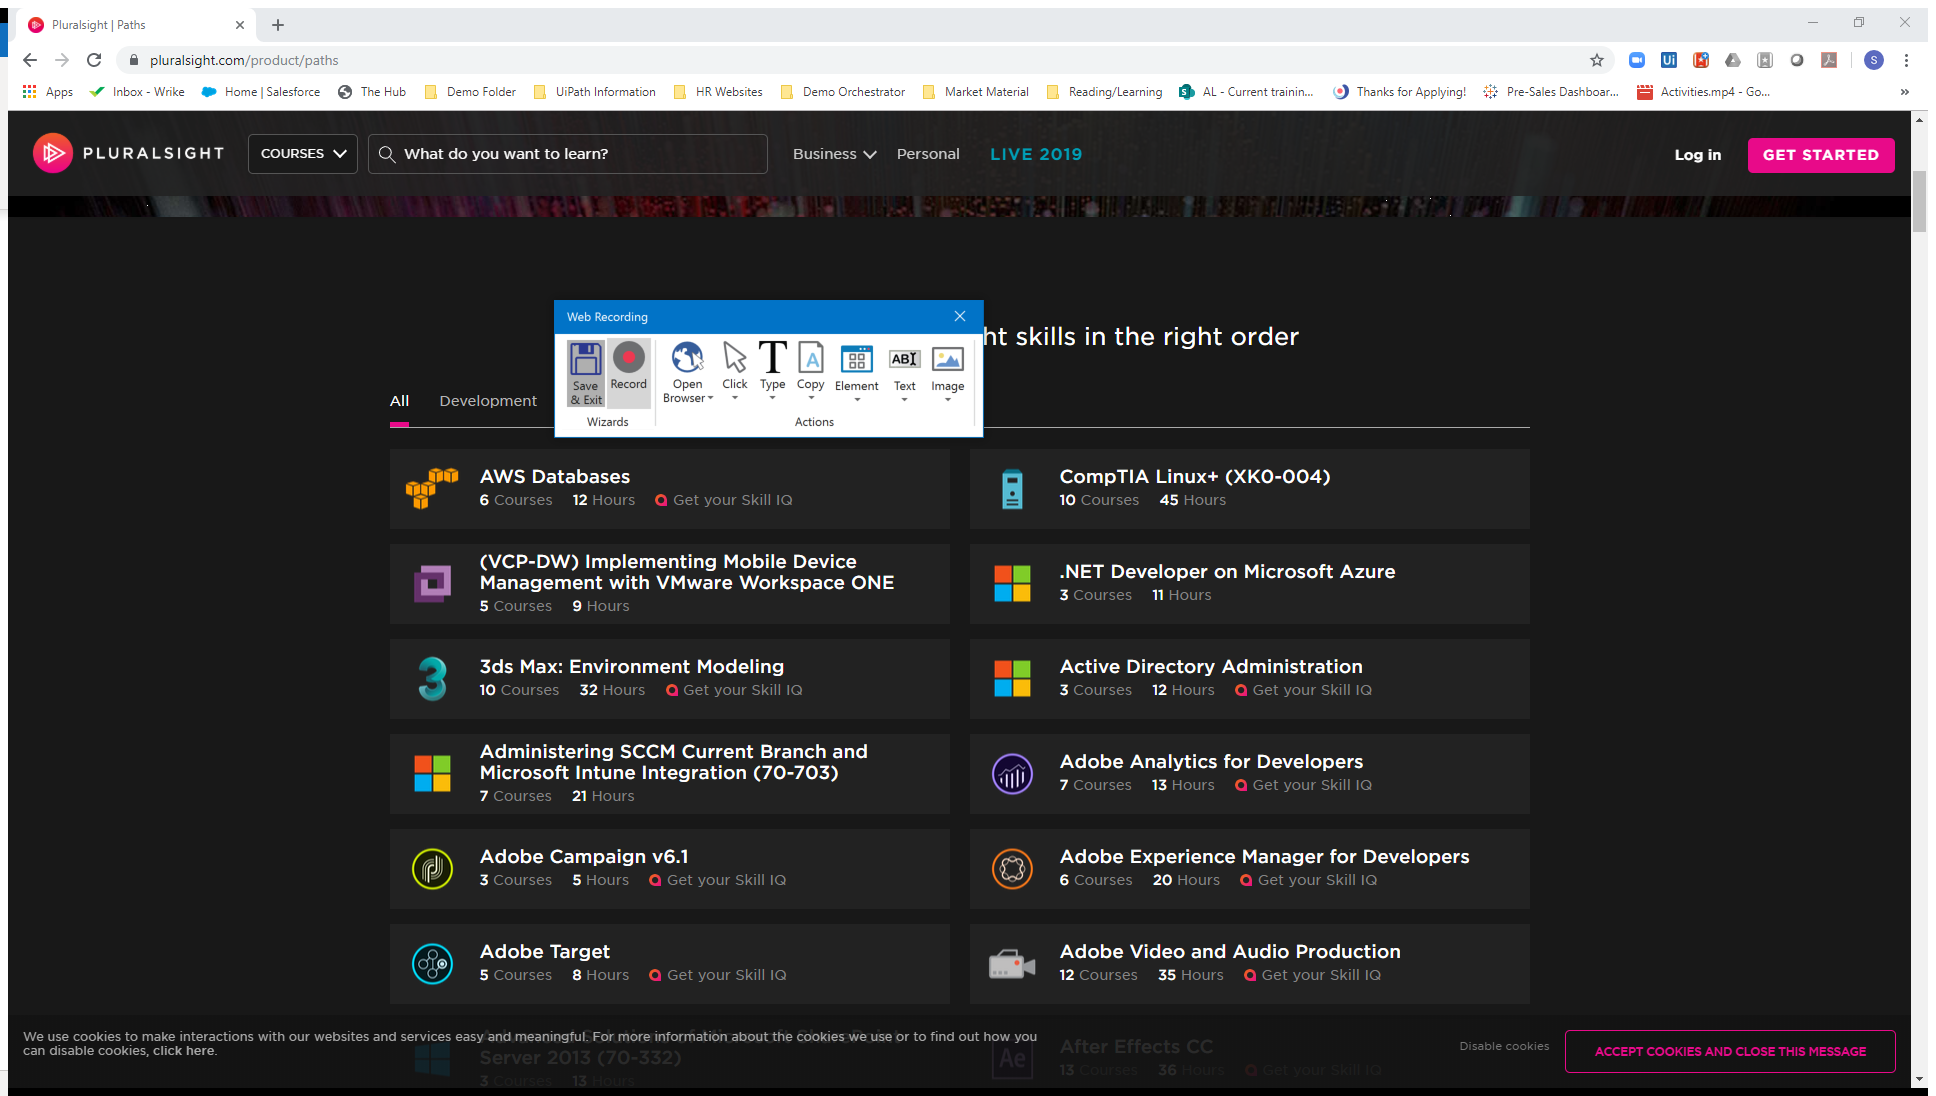 Pluralsight | Paths
pluralsight.com/product/paths
S
Apps Inbox - Wrike Home | Salesforce The Hub Demo Folder UiPath Information HR Websites Demo Orchestrator Market Material Reading/Learning AL - Current trainin... Thanks for Applying! Pre-Sales Dashboar... Activities.mp4 - Go... »
PLURALSIGHT COURSES What do you want to learn? Business Personal LIVE 2019 Log in GET STARTED
Web Recording
ht skills in the right order
Save & Exit Record Open Browser Click Type Copy Element Text Image
Wizards Actions
All Development
AWS Databases
6 Courses 12 Hours Get your Skill IQ
CompTIA Linux+ (XK0-004)
10 Courses 45 Hours
(VCP-DW) Implementing Mobile Device
Management with VMware Workspace ONE
5 Courses 9 Hours
.NET Developer on Microsoft Azure
3 Courses 11 Hours
3ds Max: Environment Modeling
10 Courses 32 Hours Get your Skill IQ
Active Directory Administration
3 Courses 12 Hours Get your Skill IQ
Administering SCCM Current Branch and
Microsoft Intune Integration (70-703)
7 Courses 21 Hours
Adobe Analytics for Developers
7 Courses 13 Hours Get your Skill IQ
Adobe Campaign v6.1
3 Courses 5 Hours Get your Skill IQ
Adobe Experience Manager for Developers
6 Courses 20 Hours Get your Skill IQ
Adobe Target
5 Courses 8 Hours Get your Skill IQ
Adobe Video and Audio Production
12 Courses 35 Hours Get your Skill IQ
We use cookies to make interactions with our websites and services easy and meaningful. For more information about the cookies we use or to find out how you
can disable cookies, click here.
Server 2013 (70-332)
3 Courses 13 Hours
Ae
After Effects CC
13 Courses 36 Hours Get your Skill IQ
Disable cookies
ACCEPT COOKIES AND CLOSE THIS MESSAGE